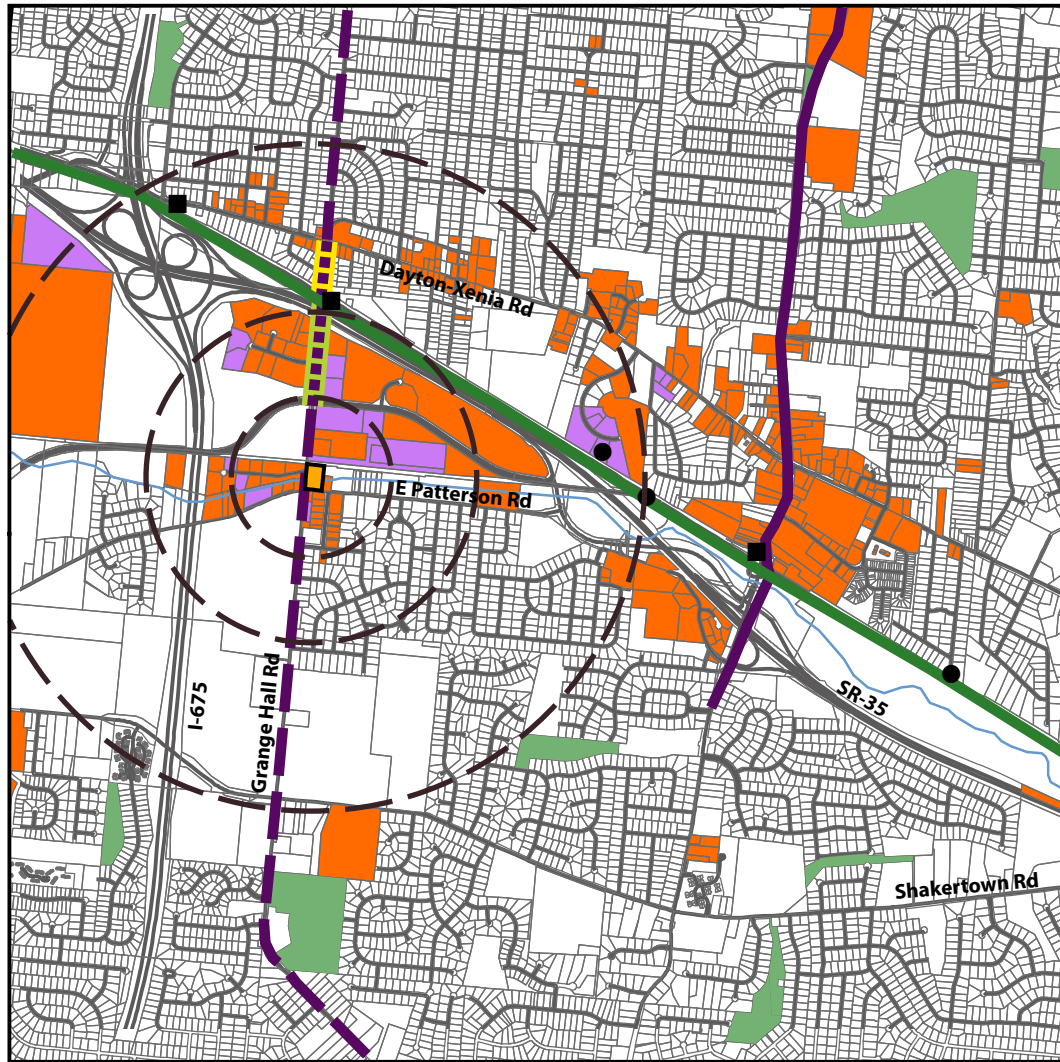 Dayton-Xenia Rd
E Patterson Rd
I-675
Grange Hall Rd
SR-35
Shakertown Rd